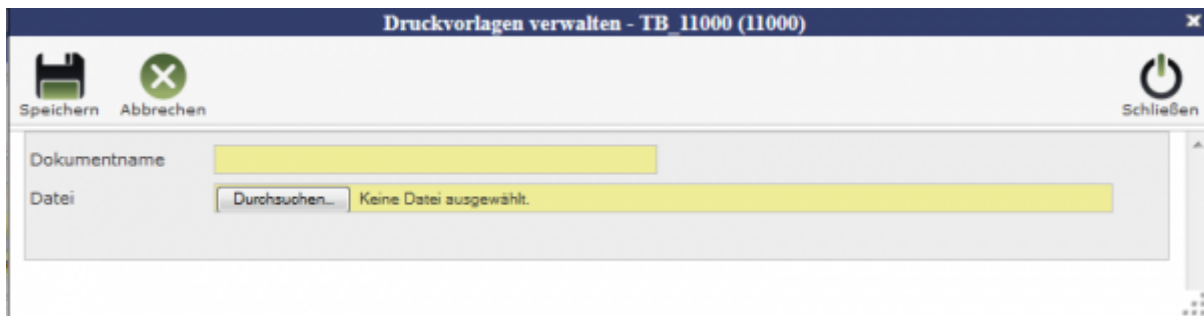 Druckvorlagen verwalten - TB_11000 (11000)
Speichern Abbrechen Schließen
Dokumentname
Datei Durchsuchen... Keine Datei ausgewählt.